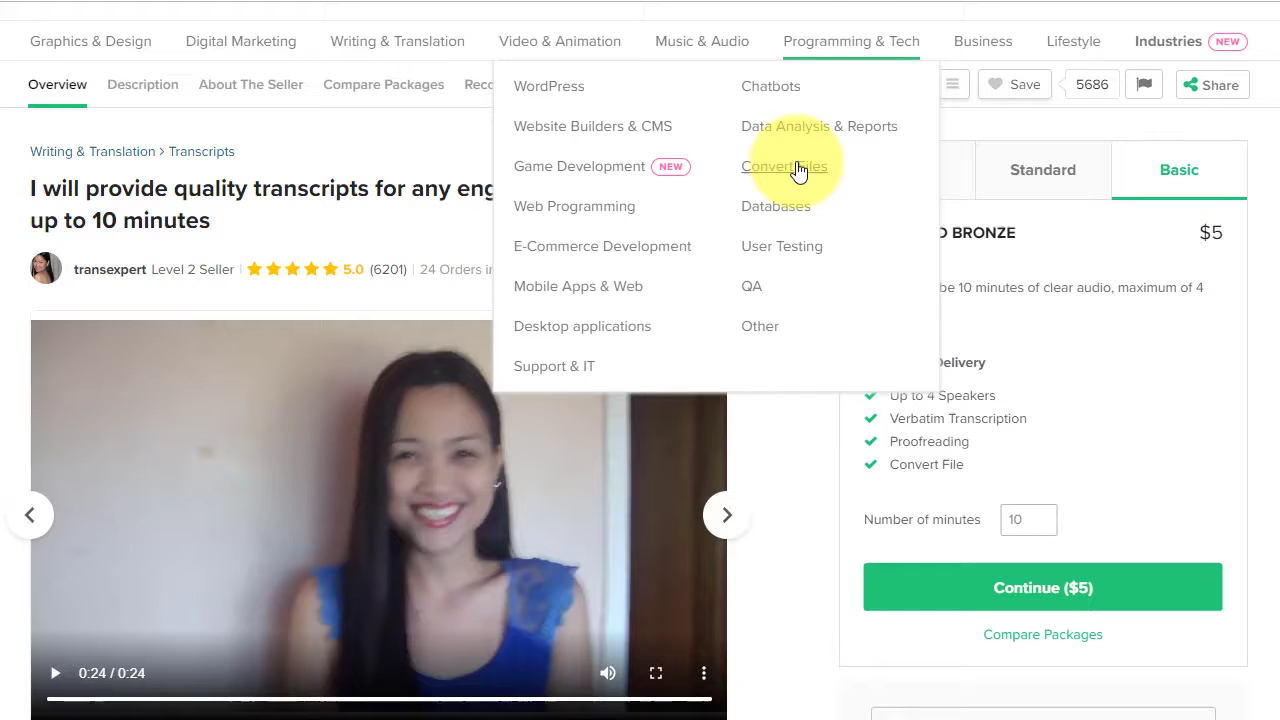 Graphics & Design Digital Marketing Writing & Translation Video & Animation Music & Audio Programming & Tech Business Lifestyle Industries NEW
Overview Description About The Seller Compare Packages Save 5686 Share
WordPress Chatbots
Website Builders & CMS Data Analysis & Reports
Game Development NEW Convert Files
Web Programming Databases
E-Commerce Development User Testing
Mobile Apps & Web QA
Desktop applications Other
Support & IT
Writing & Translation > Transcripts
I will provide quality transcripts for any
up to 10 minutes
transexpert Level 2 Seller 5.0 (6201) 24 Orders
0:24 / 0:24
Standard Basic
BRONZE $5
be 10 minutes of clear audio, maximum of 4
Delivery
Up to 4 Speakers
Verbatim Transcription
Proofreading
Convert File
Number of minutes 10
Continue ($5)
Compare Packages